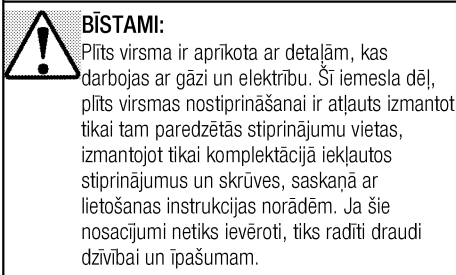 BĪSTAMI:
Plīts virsma ir aprīkota ar detaļām, kas
darbojas ar gāzi un elektrību. Šī iemesla dēļ,
plīts virsmas nostiprināšanai ir atļauts izmantot
tikai tam paredzētās stiprinājumu vietas,
izmantojot tikai komplektācijā iekļautos
stiprinājumus un skrūves, saskaņā ar
lietošanas instrukcijas norādēm. Ja šie
nosacījumi netiks ievēroti, tiks radīti draudi
dzīvībai un īpašumam.